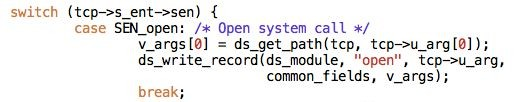 switch (tcp->s_ent->sen) {
case SEN_open: /* Open system call */
v_args[0] = ds_get_path(tcp, tcp->u_arg[0]);
ds_write_record(ds_module, "open", tcp->u_arg,
common_fields, v_args);
break;